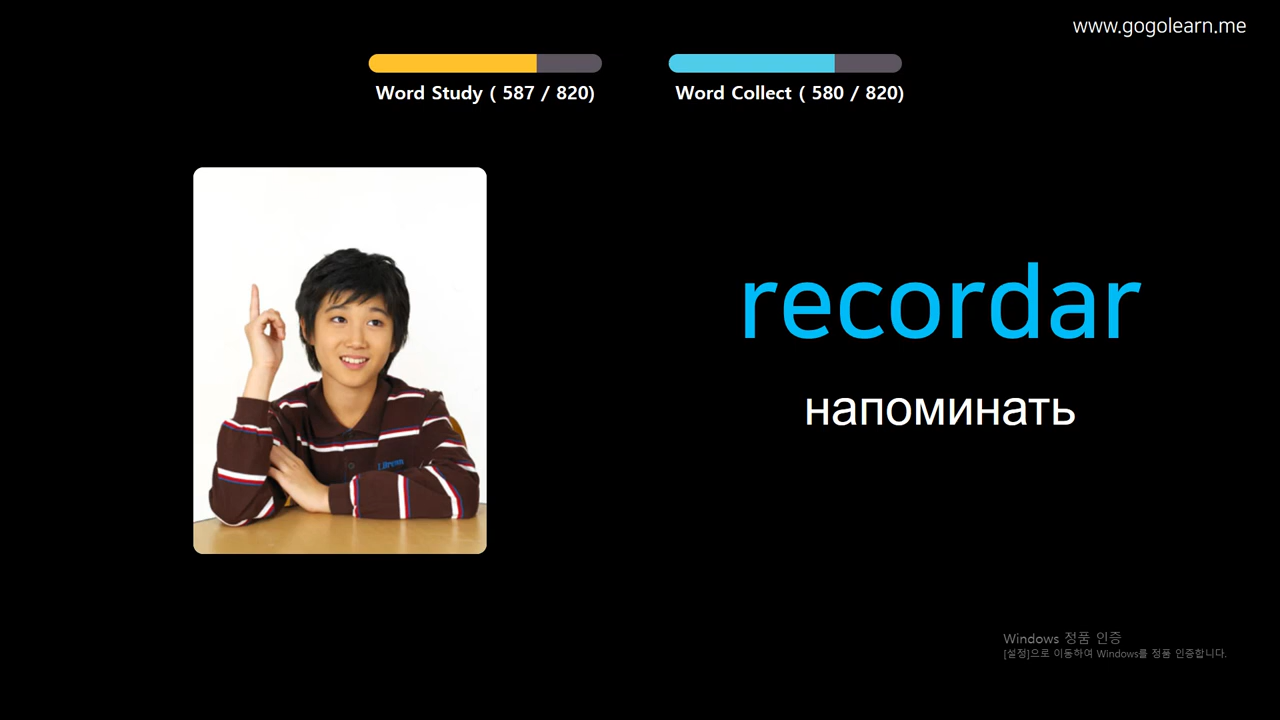 www.gogolearn.me
Word Study ( 587 / 820)
Word Collect ( 580 / 820)
recordar
напоминать
Windows 정품 인증
[설정]으로 이동하여 Windows를 정품 인증합니다.